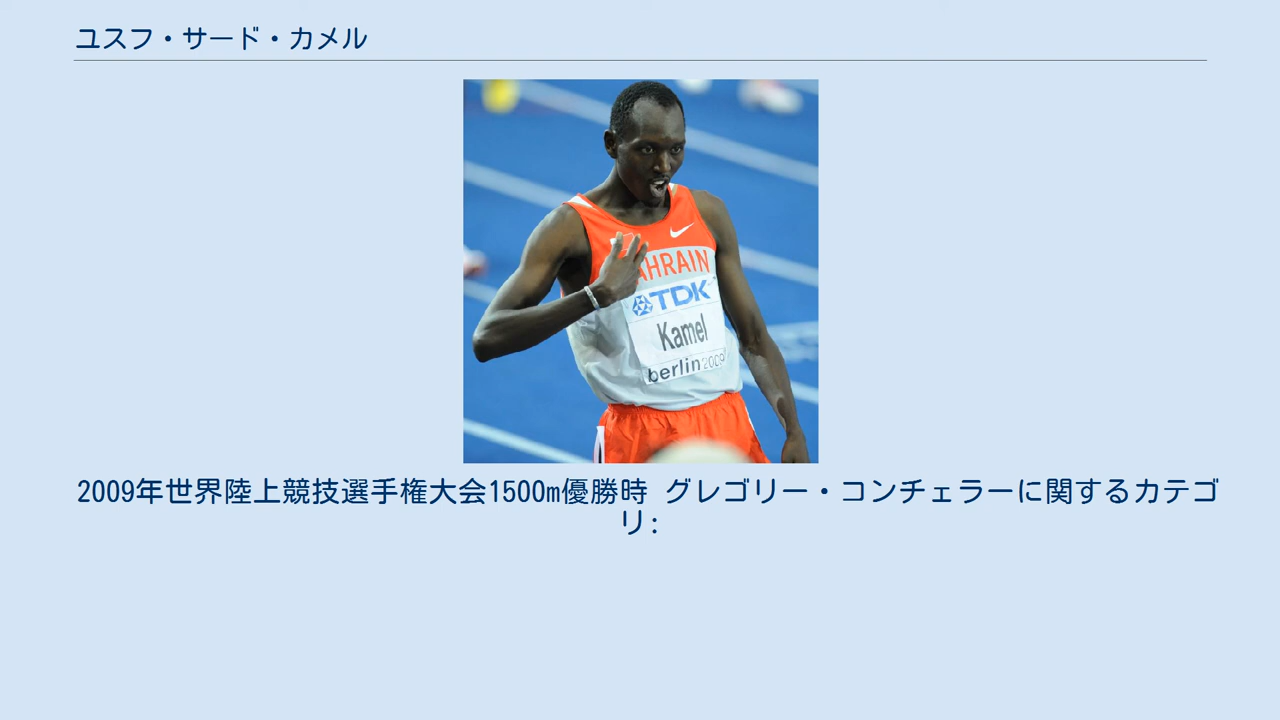 ユスフ・サード・カメル
AHRAIN
TDK
Kamel
berlin 2009
2009年世界陸上競技選手権大会1500m優勝時 グレゴリー・コンチェラーに関するカテゴ
リ: